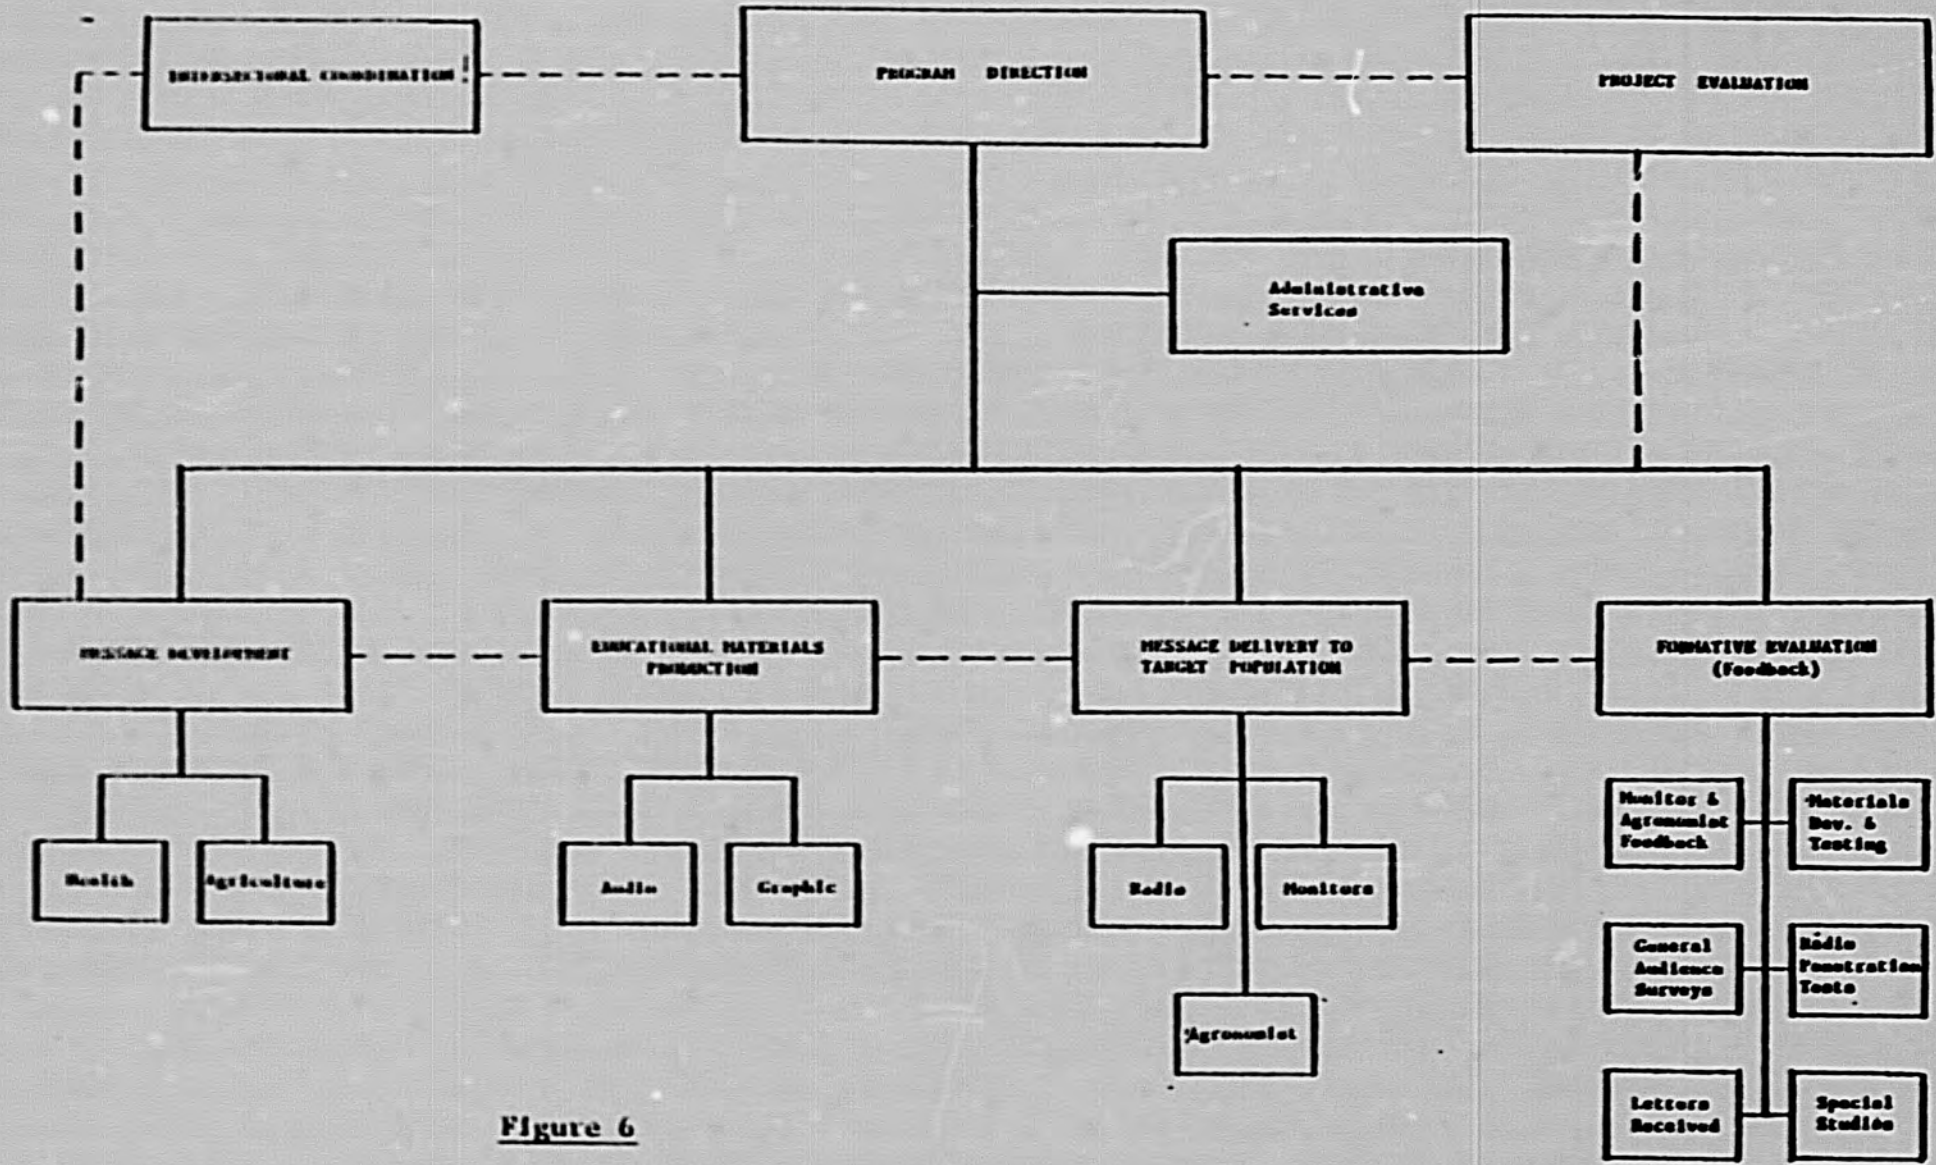 INTERSECTORAL COORDINATION
PROGRAM DIRECTION
PROJECT EVALUATION
Administrative
Services
MESSAGE DEVELOPMENT
EDUCATIONAL MATERIALS
PRODUCTION
MESSAGE DELIVERY TO
TARGET POPULATION
FORMATIVE EVALUATION
(Feedback)
Health
Agriculture
Audio
Graphic
Radio
Monitors
Agronomist
Monitor &
Agronomist
Feedback
Materials
Dev. &
Testing
General
Audience
Surveys
Radio
Penetration
Tests
Letters
Received
Special
Studies
Figure 6